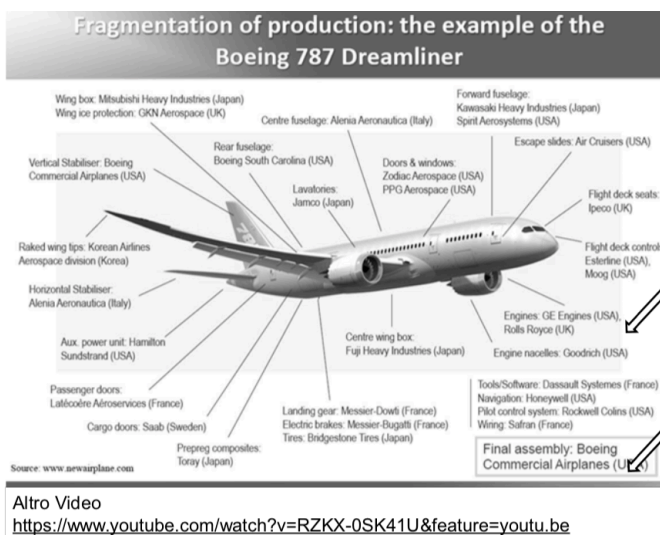 Fragmentation of production: the example of the
Boeing 787 Dreamliner
Wing box: Mitsubishi Heavy Industries (Japan)
Wing ice protection: GKN Aerospace (UK)
Centre fuselage: Alenia Aeronautica (Italy)
Forward fuselage:
Kawasaki Heavy Industries (Japan)
Spirit Aerosystems (USA)
Escape slides: Air Cruisers (USA)
Rear fuselage:
Boeing South Carolina (USA)
Doors & windows:
Zodiac Aerospace (USA)
PPG Aerospace (USA)
Vertical Stabiliser: Boeing
Commercial Airplanes (USA)
Lavatories:
Jamco (Japan)
Flight deck seats:
Ipeco (UK)
78
Raked wing tips: Korean Airlines
Aerospace division (Korea)
Flight deck control
Esterline (USA),
Moog (USA)
Horizontal Stabiliser:
Alenia Aeronautica (Italy)
Engines: GE Engines (USA),
Rolls Royce (UK)
Aux. power unit: Hamilton
Sundstrand (USA)
Centre wing box:
Fuji Heavy Industries (Japan)
Engine nacelles: Goodrich (USA)
Passenger doors:
Latécoère Aéroservices (France)
Tools/Software: Dassault Systemes (France)
Navigation: Honeywell (USA)
Pilot control system: Rockwell Colins (USA)
Wiring: Safran (France)
Cargo doors: Saab (Sweden)
Landing gear: Messier-Dowti (France)
Electric brakes: Messier-Bugatti (France)
Tires: Bridgestone Tires (Japan)
Prepreg composites:
Toray (Japan)
Final assembly: Boeing
Commercial Airplanes
Source: www.newairplane.com
Altro Video
https://www.youtube.com/watch?v=RZKX-0SK41U&feature=youtu.be